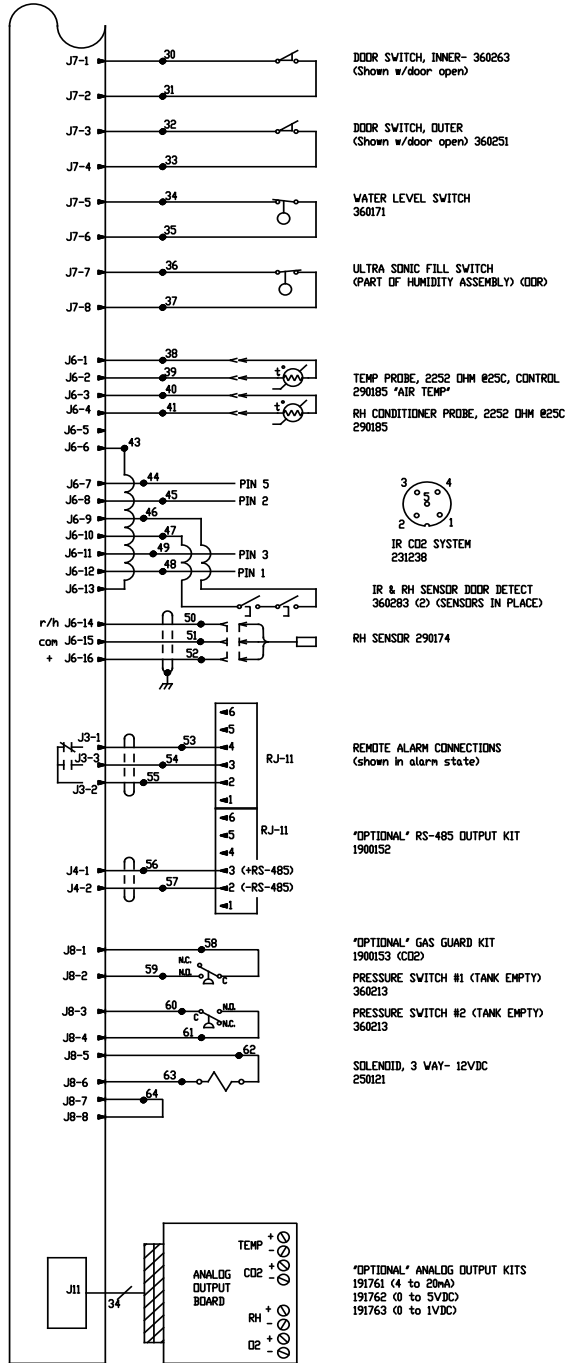 J7-1 30 DOOR SWITCH, INNER- 360263
(Shown w/door open)
J7-2 31
J7-3 32 DOOR SWITCH, OUTER
(Shown w/door open) 360251
J7-4 33
J7-5 34 WATER LEVEL SWITCH
360171
J7-6 35
J7-7 36 ULTRA SONIC FILL SWITCH
(PART OF HUMIDITY ASSEMBLY) (OOR)
J7-8 37
J6-1 38
J6-2 39 t° TEMP PROBE, 2252 OHM @25C, CONTROL
290185 "AIR TEMP"
J6-3 40
J6-4 41 t° RH CONDITIONER PROBE, 2252 OHM @25C
290185
J6-5
J6-6 43
J6-7 44 PIN 5
J6-8 45 PIN 2
J6-9 46
J6-10 47
J6-11 49 PIN 3
J6-12 48 PIN 1
J6-13
3 4
5
2 1
IR CO2 SYSTEM
231238
IR & RH SENSOR DOOR DETECT
360283 (2) (SENSORS IN PLACE)
r/h J6-14 50
com J6-15 51 RH SENSOR 290174
+ J6-16 52
6
5
J3-1 53 4 REMOTE ALARM CONNECTIONS
(shown in alarm state)
J3-3 54 3 RJ-11
J3-2 55 2
1
6
5 RJ-11 "OPTIONAL" RS-485 OUTPUT KIT
1900152
4
J4-1 56 3 (+RS-485)
J4-2 57 2 (-RS-485)
1
J8-1 58 "OPTIONAL" GAS GUARD KIT
1900153 (CO2)
N.C.
J8-2 59 N.O. C PRESSURE SWITCH #1 (TANK EMPTY)
360213
J8-3 60 C N.O. PRESSURE SWITCH #2 (TANK EMPTY)
360213
N.C.
J8-4 61
J8-5 62
J8-6 63 SOLENOID, 3 WAY- 12VDC
250121
J8-7 64
J8-8
J11
34
ANALOG
OUTPUT
BOARD
TEMP + -
CO2 + -
RH + -
O2 + -
"OPTIONAL" ANALOG OUTPUT KITS
191761 (4 to 20mA)
191762 (0 to 5VDC)
191763 (0 to 1VDC)